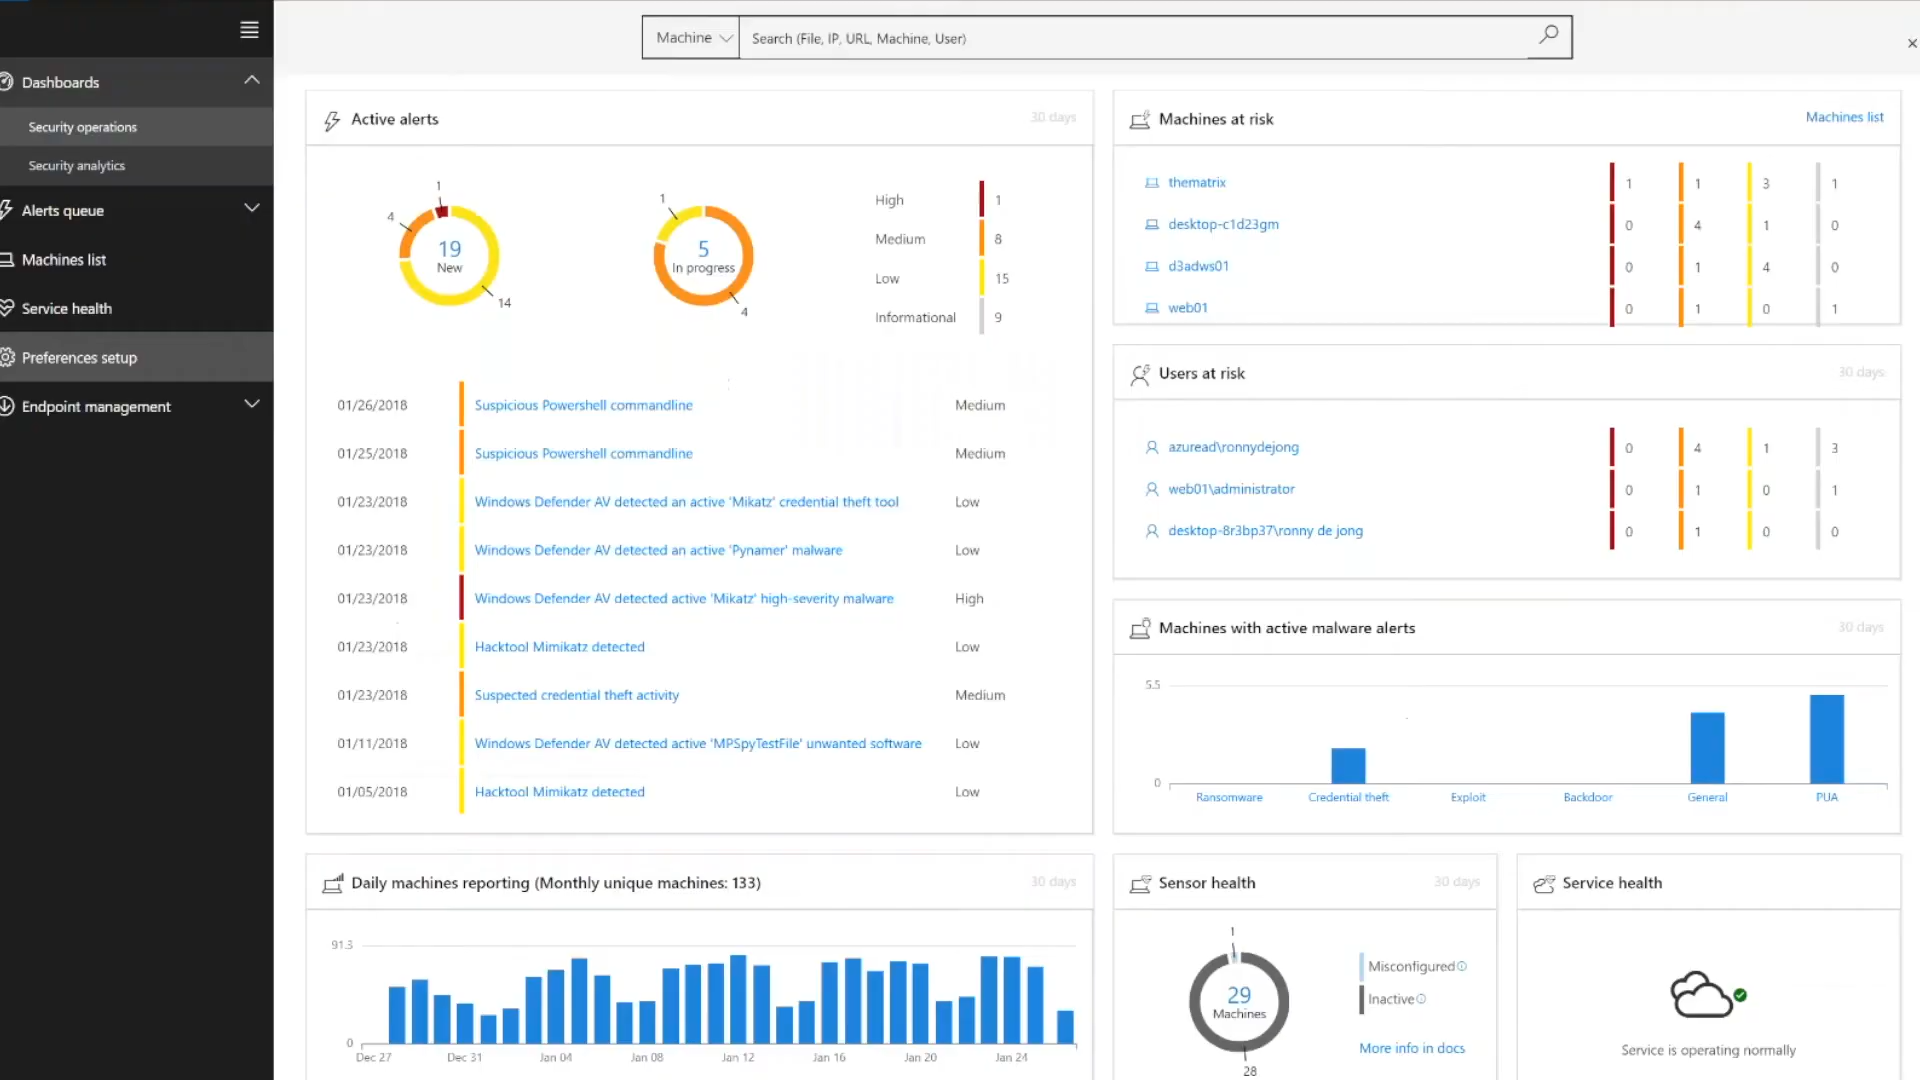 Machine
Search (File, IP, URL, Machine, User)
Dashboards
Security operations
Security analytics
Alerts queue
Machines list
Service health
Preferences setup
Endpoint management
Active alerts 30 days
1
4
19
New
14
1
5
In progress
4
High 1
Medium 8
Low 15
Informational 9
01/26/2018 Suspicious Powershell commandline Medium
01/25/2018 Suspicious Powershell commandline Medium
01/23/2018 Windows Defender AV detected an active 'Mikatz' credential theft tool Low
01/23/2018 Windows Defender AV detected an active 'Pynamer' malware Low
01/23/2018 Windows Defender AV detected active 'Mikatz' high-severity malware High
01/23/2018 Hacktool Mimikatz detected Low
01/23/2018 Suspected credential theft activity Medium
01/11/2018 Windows Defender AV detected active 'MPSpyTestFile' unwanted software Low
01/05/2018 Hacktool Mimikatz detected Low
Machines at risk Machines list
thematrix 1 1 3 1
desktop-c1d23gm 0 4 1 0
d3adws01 0 1 4 0
web01 0 1 0 1
Users at risk 30 days
azuread\ronnydejong 0 4 1 3
web01\administrator 0 1 0 1
desktop-8r3bp37\ronny de jong 0 1 0 0
Machines with active malware alerts 30 days
5.5
0
Ransomware Credential theft Exploit Backdoor General PUA
Daily machines reporting (Monthly unique machines: 133) 30 days
91.3
0
Dec 27 Dec 31 Jan 04 Jan 08 Jan 12 Jan 16 Jan 20 Jan 24
Sensor health 30 days
1
29
Machines
28
Misconfigured
Inactive
More info in docs
Service health
Service is operating normally